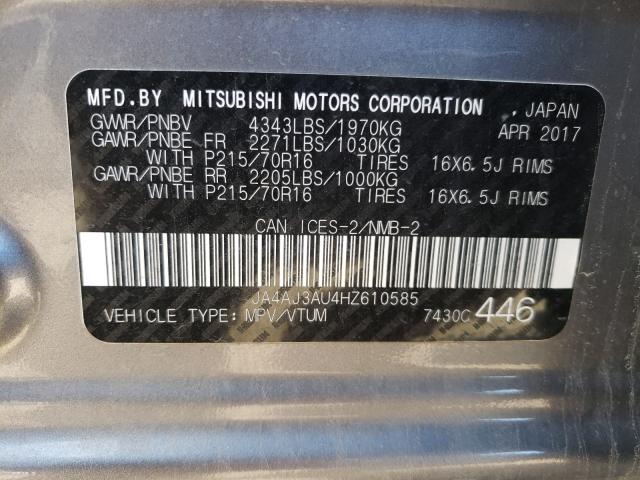 MFD.BY MITSUBISHI MOTORS CORPORATION , JAPAN
GVWR/PNBV 4343LBS/1970KG APR 2017
GAWR/PNBE FR 2271LBS/1030KG
WITH P215/70R16 TIRES 16X6.5J RIMS
GAWR/PNBE RR 2205LBS/1000KG
WITH P215/70R16 TIRES 16X6.5J RIMS
CAN ICES-2/NMB-2
JA4AJ3AU4HZ610585
VEHICLE TYPE: MPV/VTUM 7430C 446